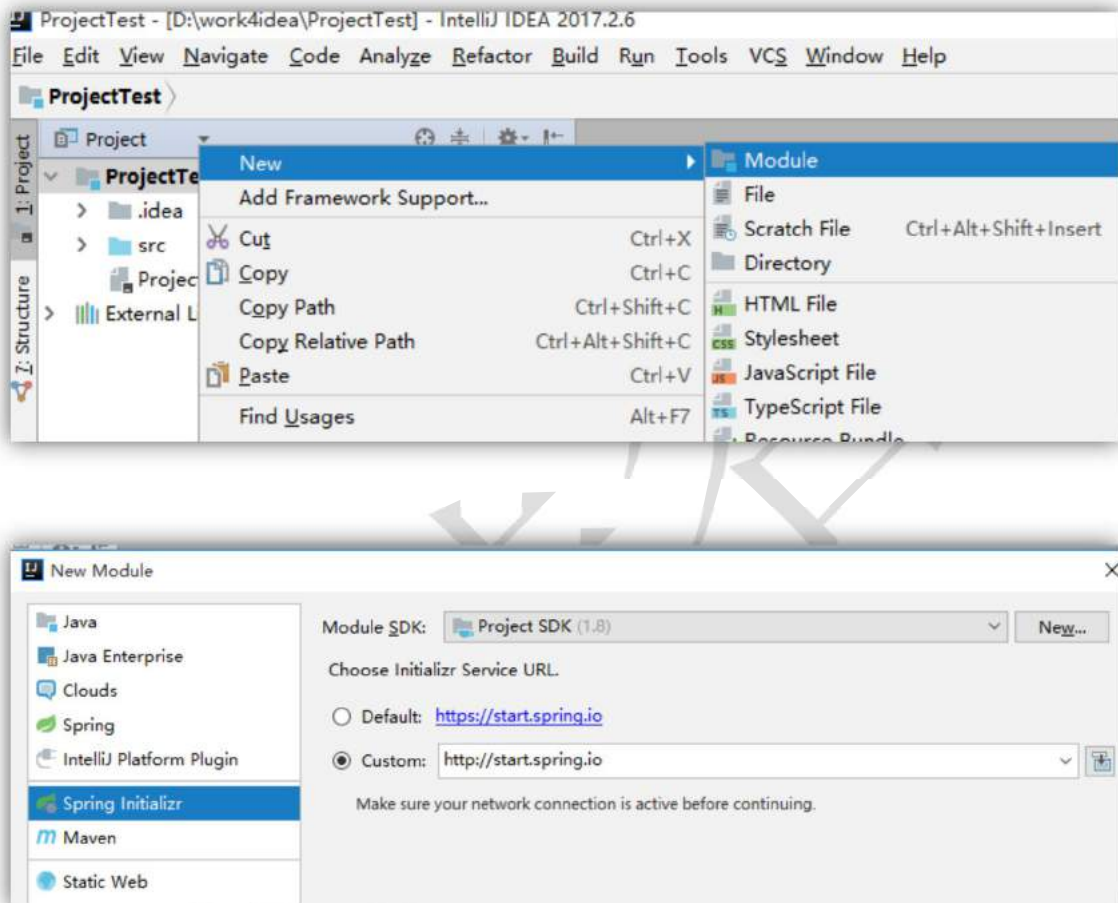 ProjectTest - [D:\work4idea\ProjectTest] - IntelliJ IDEA 2017.2.6
File Edit View Navigate Code Analyze Refactor Build Run Tools VCS Window Help
ProjectTest
1: Project
7: Structure
Project
ProjectTe
.idea
src
Projec
External L
New
Add Framework Support...
Cut Ctrl+X
Copy Ctrl+C
Copy Path Ctrl+Shift+C
Copy Relative Path Ctrl+Alt+Shift+C
Paste Ctrl+V
Find Usages Alt+F7
Module
File
Scratch File Ctrl+Alt+Shift+Insert
Directory
HTML File
Stylesheet
JavaScript File
TypeScript File
Resource Bundle
New Module
Java
Java Enterprise
Clouds
Spring
IntelliJ Platform Plugin
Spring Initializr
Maven
Static Web
Module SDK: Project SDK (1.8) New...
Choose Initializr Service URL.
Default: https://start.spring.io
Custom: http://start.spring.io
Make sure your network connection is active before continuing.